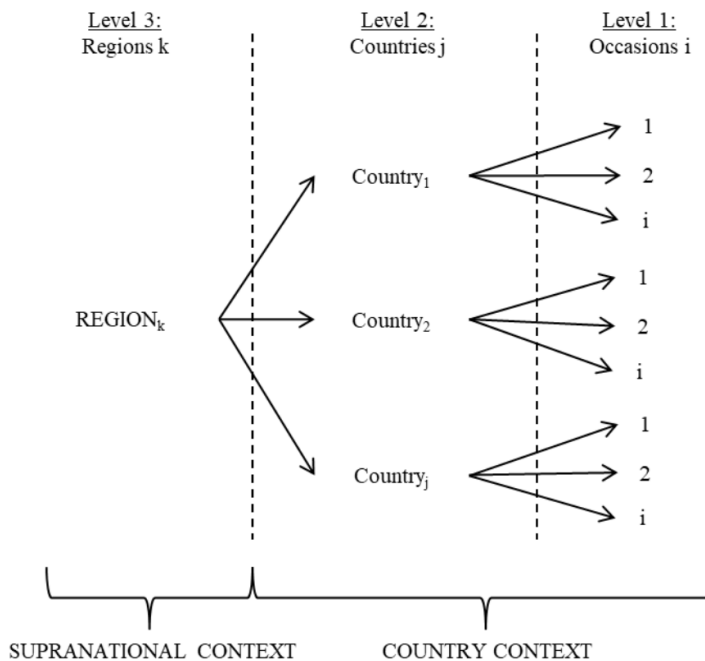 Level 3:
Regions k
Level 2:
Countries j
Level 1:
Occasions i
1
Country₁
2
i
1
REGIONₖ
Country₂
2
i
1
Countryⱼ
2
i
SUPRANATIONAL CONTEXT
COUNTRY CONTEXT